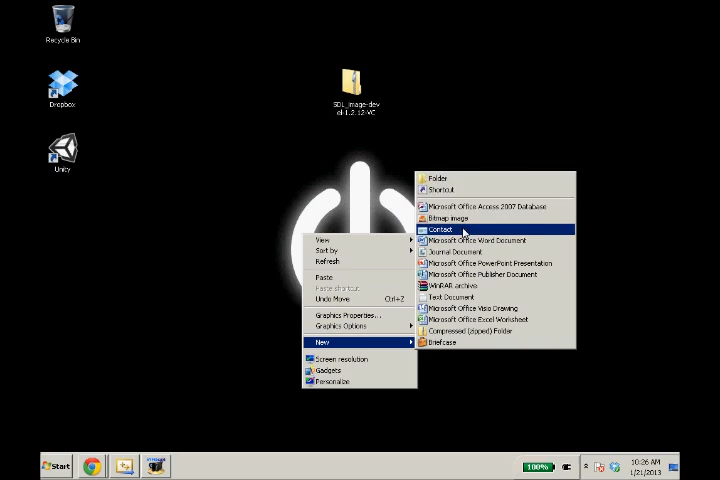 Recycle Bin
Dropbox
Unity
SDL_image-dev
el-1.2.12-VC
View
Sort by
Refresh
Paste
Paste shortcut
Undo Move Ctrl+Z
Graphics Properties...
Graphics Options
New
Screen resolution
Gadgets
Personalize
Folder
Shortcut
Microsoft Office Access 2007 Database
Bitmap image
Contact
Microsoft Office Word Document
Journal Document
Microsoft Office PowerPoint Presentation
Microsoft Office Publisher Document
WinRAR archive
Text Document
Microsoft Office Visio Drawing
Microsoft Office Excel Worksheet
Compressed (zipped) Folder
Briefcase
Start
100%
10:26 AM
1/21/2013